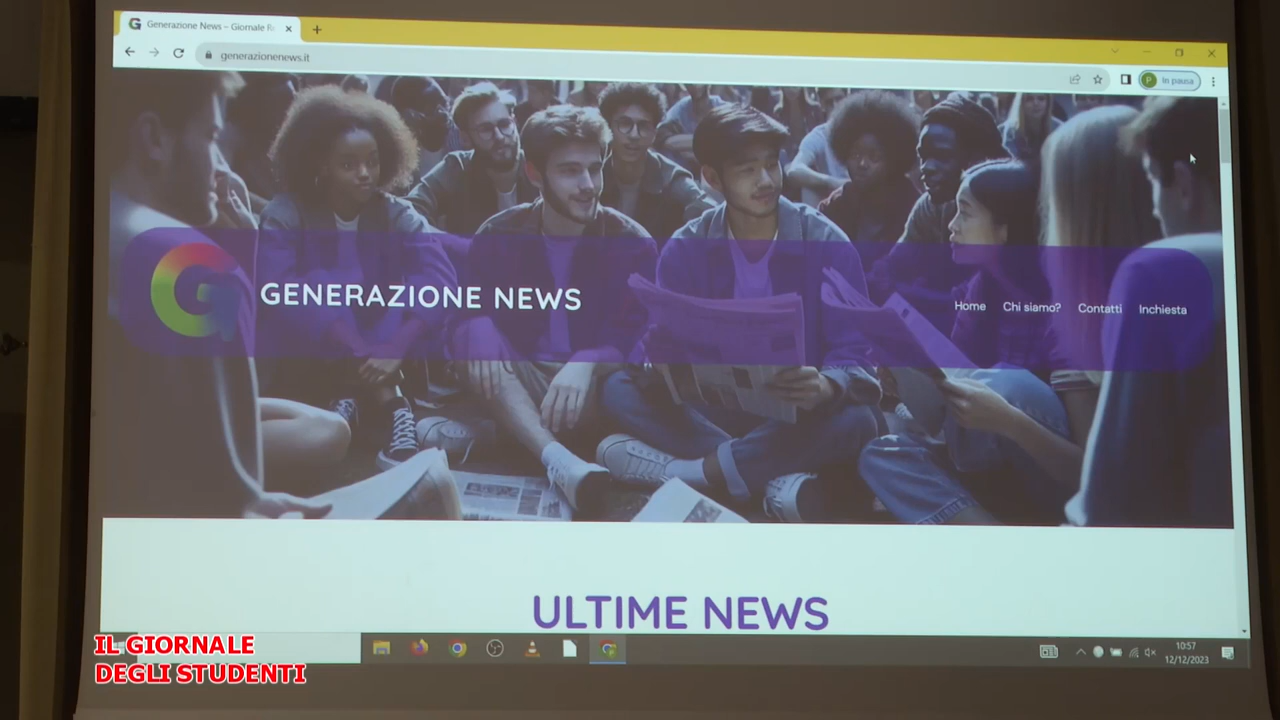 Generazione News – Giornale R
generazionenews.it
P
In pausa
G
GENERAZIONE NEWS
Home Chi siamo? Contatti Inchiesta
ULTIME NEWS
10:57
12/12/2023
IL GIORNALE
DEGLI STUDENTI